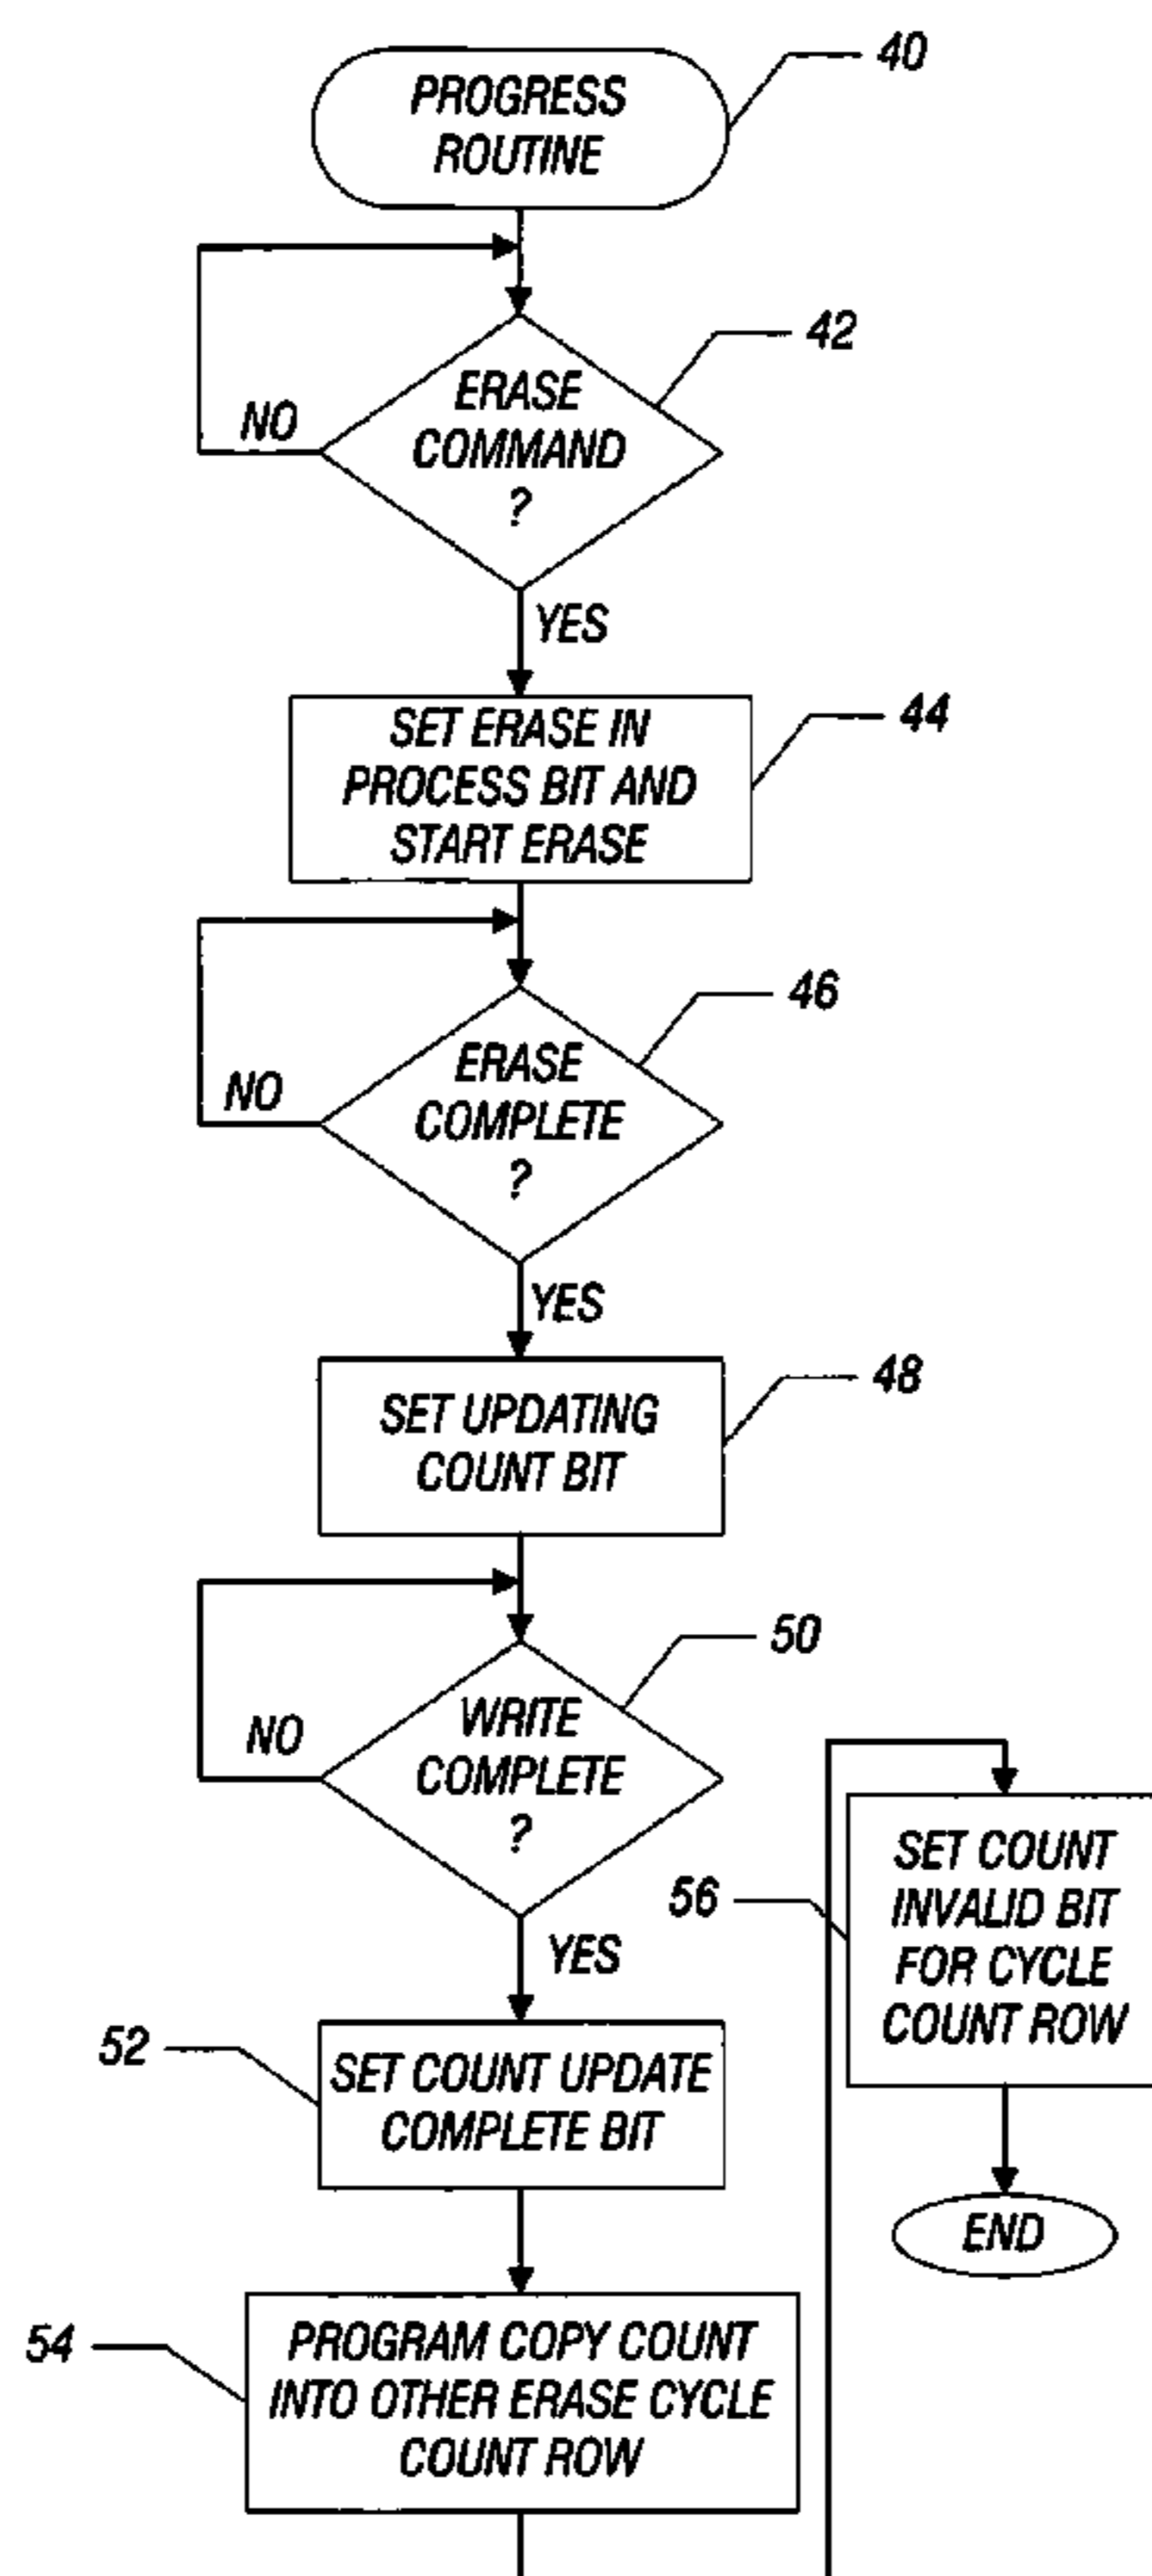 PROGRESS
ROUTINE
40
ERASE
COMMAND
?
42
NO
YES
SET ERASE IN
PROCESS BIT AND
START ERASE
44
ERASE
COMPLETE
?
46
NO
YES
SET UPDATING
COUNT BIT
48
WRITE
COMPLETE
?
50
NO
YES
52
SET COUNT UPDATE
COMPLETE BIT
54
PROGRAM COPY COUNT
INTO OTHER ERASE CYCLE
COUNT ROW
56
SET COUNT
INVALID BIT
FOR CYCLE
COUNT ROW
END